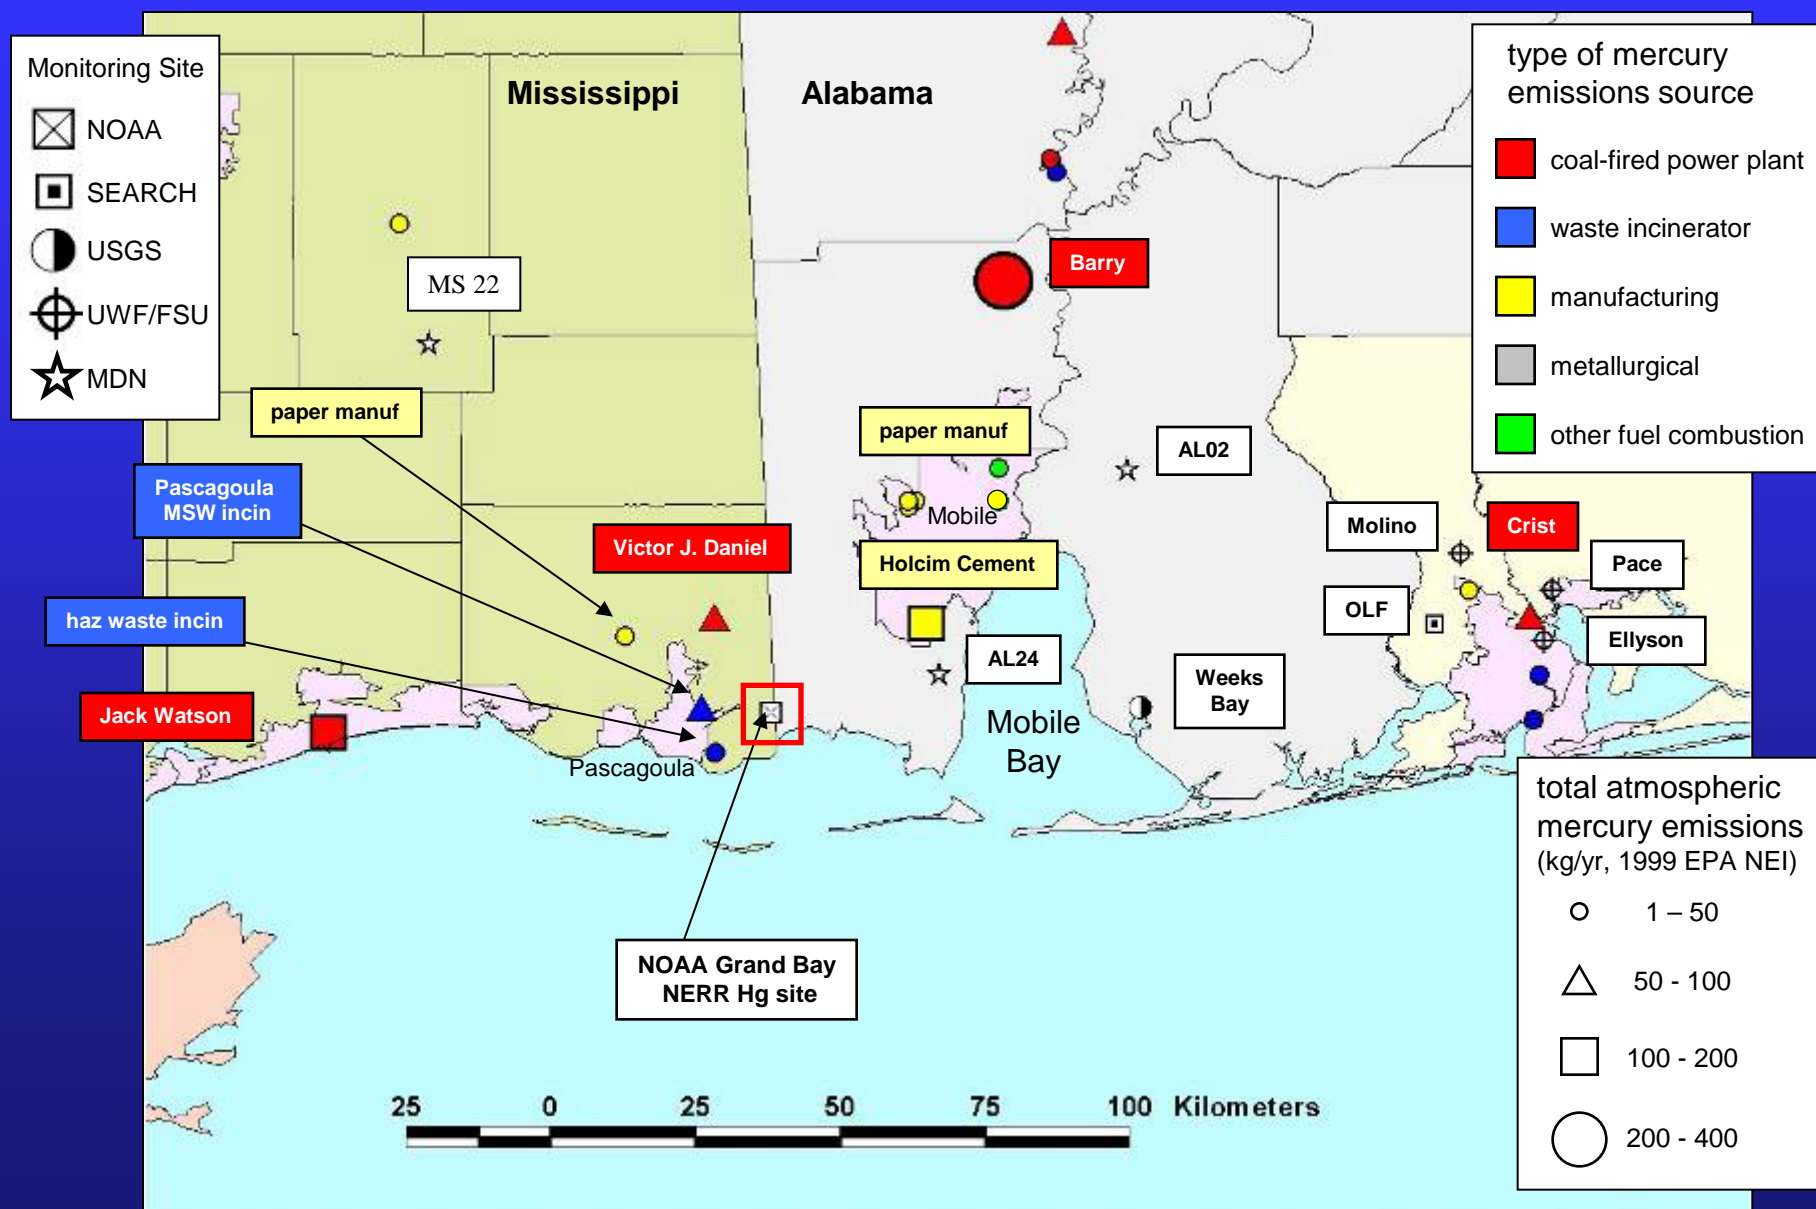 Monitoring Site
NOAA
SEARCH
USGS
UWF/FSU
MDN
Mississippi
Alabama
type of mercury
emissions source
coal-fired power plant
waste incinerator
manufacturing
metallurgical
other fuel combustion
Barry
MS 22
paper manuf
paper manuf
AL02
Pascagoula
MSW incin
Mobile
Molino
Crist
Victor J. Daniel
Holcim Cement
Pace
haz waste incin
OLF
Ellyson
AL24
Weeks
Bay
Jack Watson
Mobile
Bay
Pascagoula
total atmospheric
mercury emissions
(kg/yr, 1999 EPA NEI)
1 – 50
50 - 100
100 - 200
200 - 400
NOAA Grand Bay
NERR Hg site
25 0 25 50 75 100 Kilometers